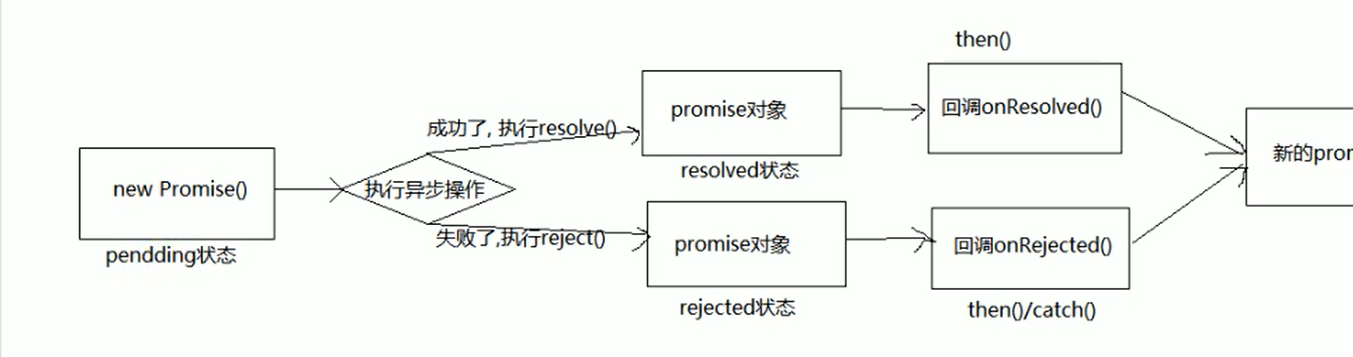 new Promise()
pendding状态
执行异步操作
成功了, 执行resolve()
失败了,执行reject()
promise对象
resolved状态
promise对象
rejected状态
then()
回调onResolved()
回调onRejected()
then()/catch()
新的pron